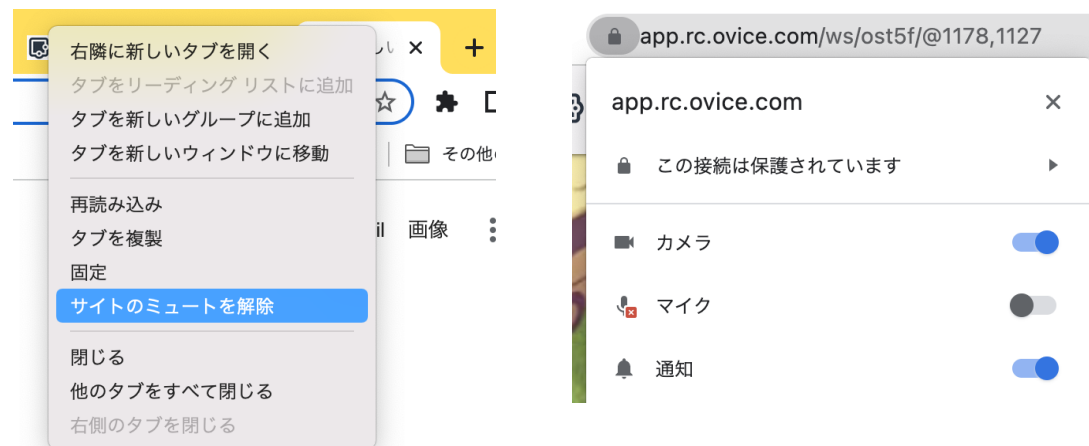 右隣に新しいタブを開く
タブをリーディング リストに追加
タブを新しいグループに追加
タブを新しいウィンドウに移動
再読み込み
タブを複製
固定
サイトのミュートを解除
閉じる
他のタブをすべて閉じる
右側のタブを閉じる
その他
il 画像
app.rc.ovice.com/ws/ost5f/@1178,1127
app.rc.ovice.com
この接続は保護されています
カメラ
マイク
通知